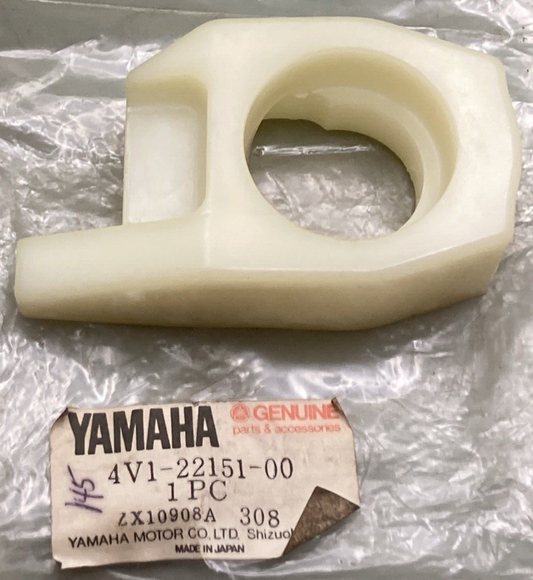 YAMAHA GENUINE
parts & accessories
4V1-22151-00
1 PC
145
ZX10908A 308
YAMAHA MOTOR CO., LTD. Shizuo
MADE IN JAPAN